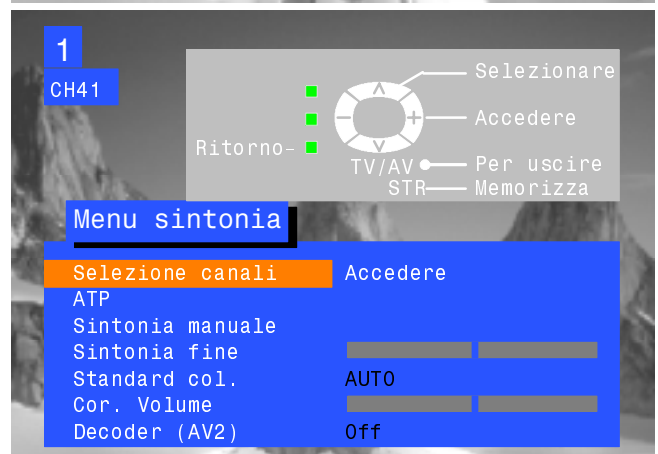 1
CH41
Selezionare
Accedere
Ritorno
TV/AV Per uscire
STR Memorizza
Menu sintonia
Selezione canali Accedere
ATP
Sintonia manuale
Sintonia fine
Standard col. AUTO
Cor. Volume
Decoder (AV2) Off